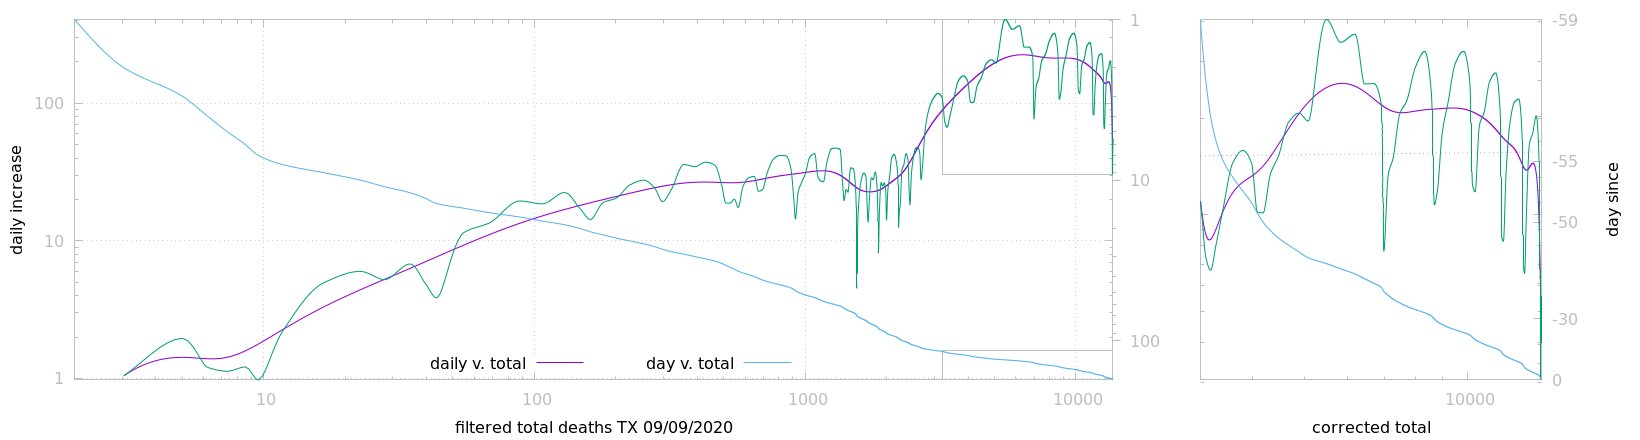 daily increase
100
10
1
daily v. total
day v. total
10
100
1000
10000
filtered total deaths TX 09/09/2020
1
10
100
10000
corrected total
-59
-55
-50
-30
0
day since